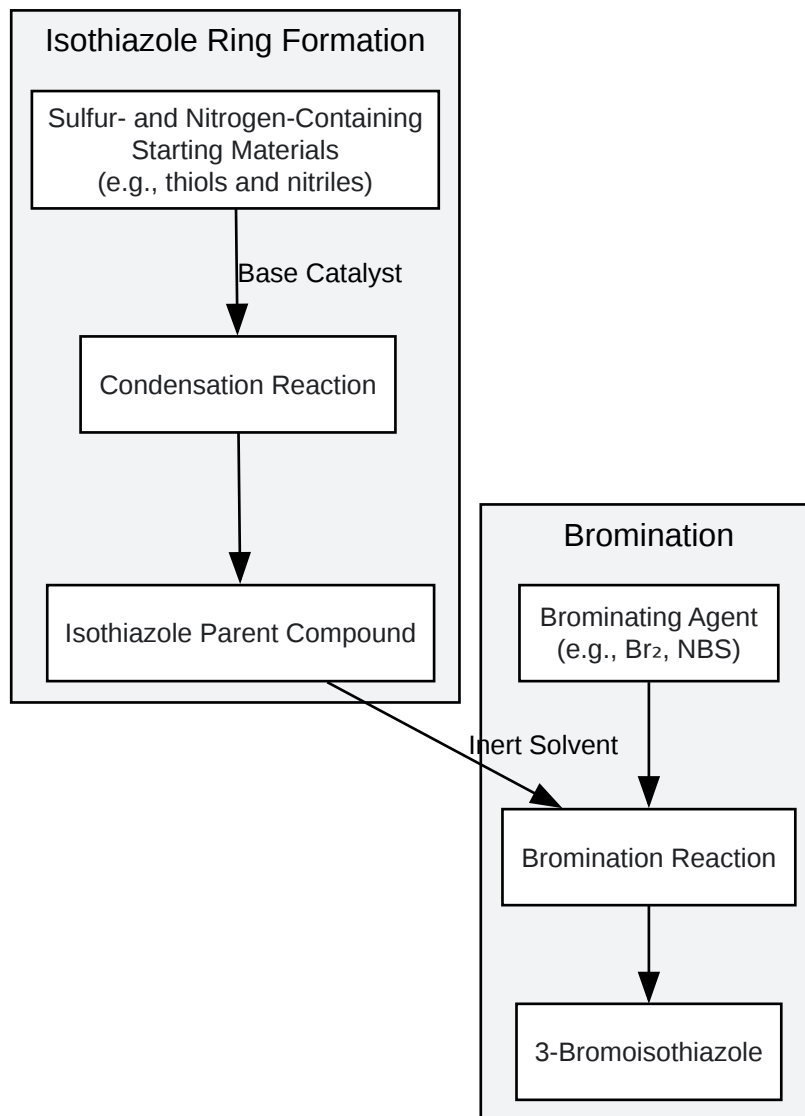 Isothiazole Ring Formation
Sulfur- and Nitrogen-Containing
Starting Materials
(e.g., thiols and nitriles)
Base Catalyst
Condensation Reaction
Isothiazole Parent Compound
Bromination
Brominating Agent
(e.g., Br₂, NBS)
Inert Solvent
Bromination Reaction
3-Bromoisothiazole